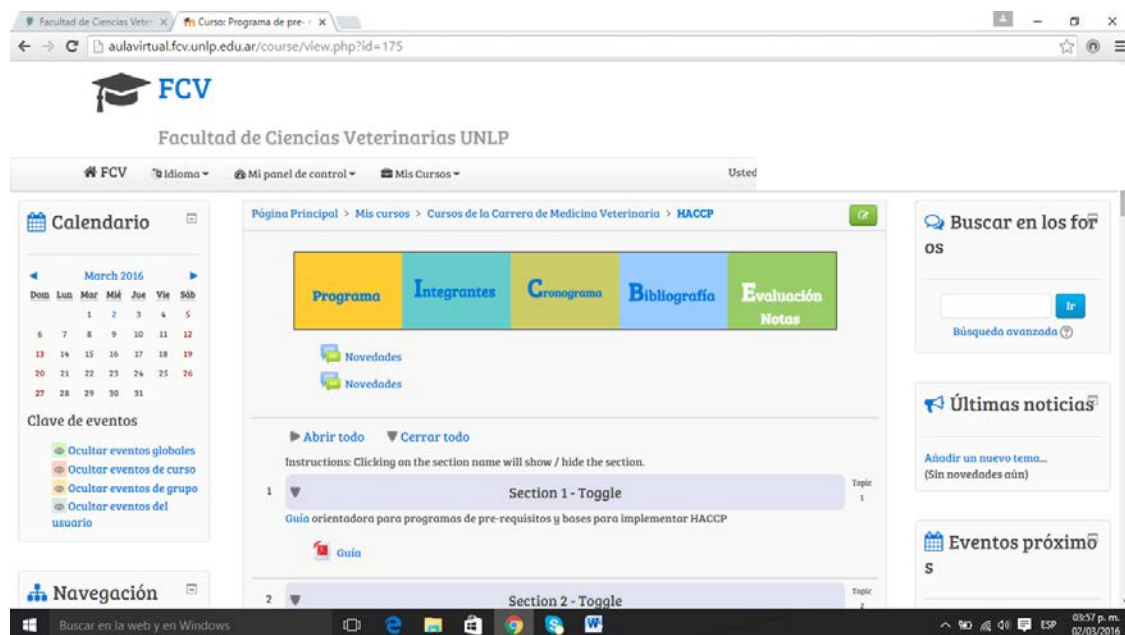 Facultad de Ciencias Veter
Curso: Programa de pre-r
aulavirtual.fcv.unlp.edu.ar/course/view.php?id=175
FCV
Facultad de Ciencias Veterinarias UNLP
FCV Idioma Mi panel de control Mis Cursos Usted
Calendario
March 2016
Dom Lun Mar Mié Jue Vie Sáb
1 2 3 4 5
6 7 8 9 10 11 12
13 14 15 16 17 18 19
20 21 22 23 24 25 26
27 28 29 30 31
Clave de eventos
Ocultar eventos globales
Ocultar eventos de curso
Ocultar eventos de grupo
Ocultar eventos del
usuario
Navegación
Página Principal > Mis cursos > Cursos de la Carrera de Medicina Veterinaria > HACCP
Programa Integrantes Cronograma Bibliografía Evaluación
Notas
Novedades
Novedades
Abrir todo Cerrar todo
Instructions: Clicking on the section name will show / hide the section.
1 Section 1 - Toggle Topic
1
Guía orientadora para programas de pre-requisitos y bases para implementar HACCP
Guía
2 Section 2 - Toggle Topic
2
Buscar en los for
os
Ir
Búsqueda avanzada
Últimas noticias
Añadir un nuevo tema...
(Sin novedades aún)
Eventos próximo
s
Buscar en la web y en Windows
ESP
03:57 p. m.
02/03/2016